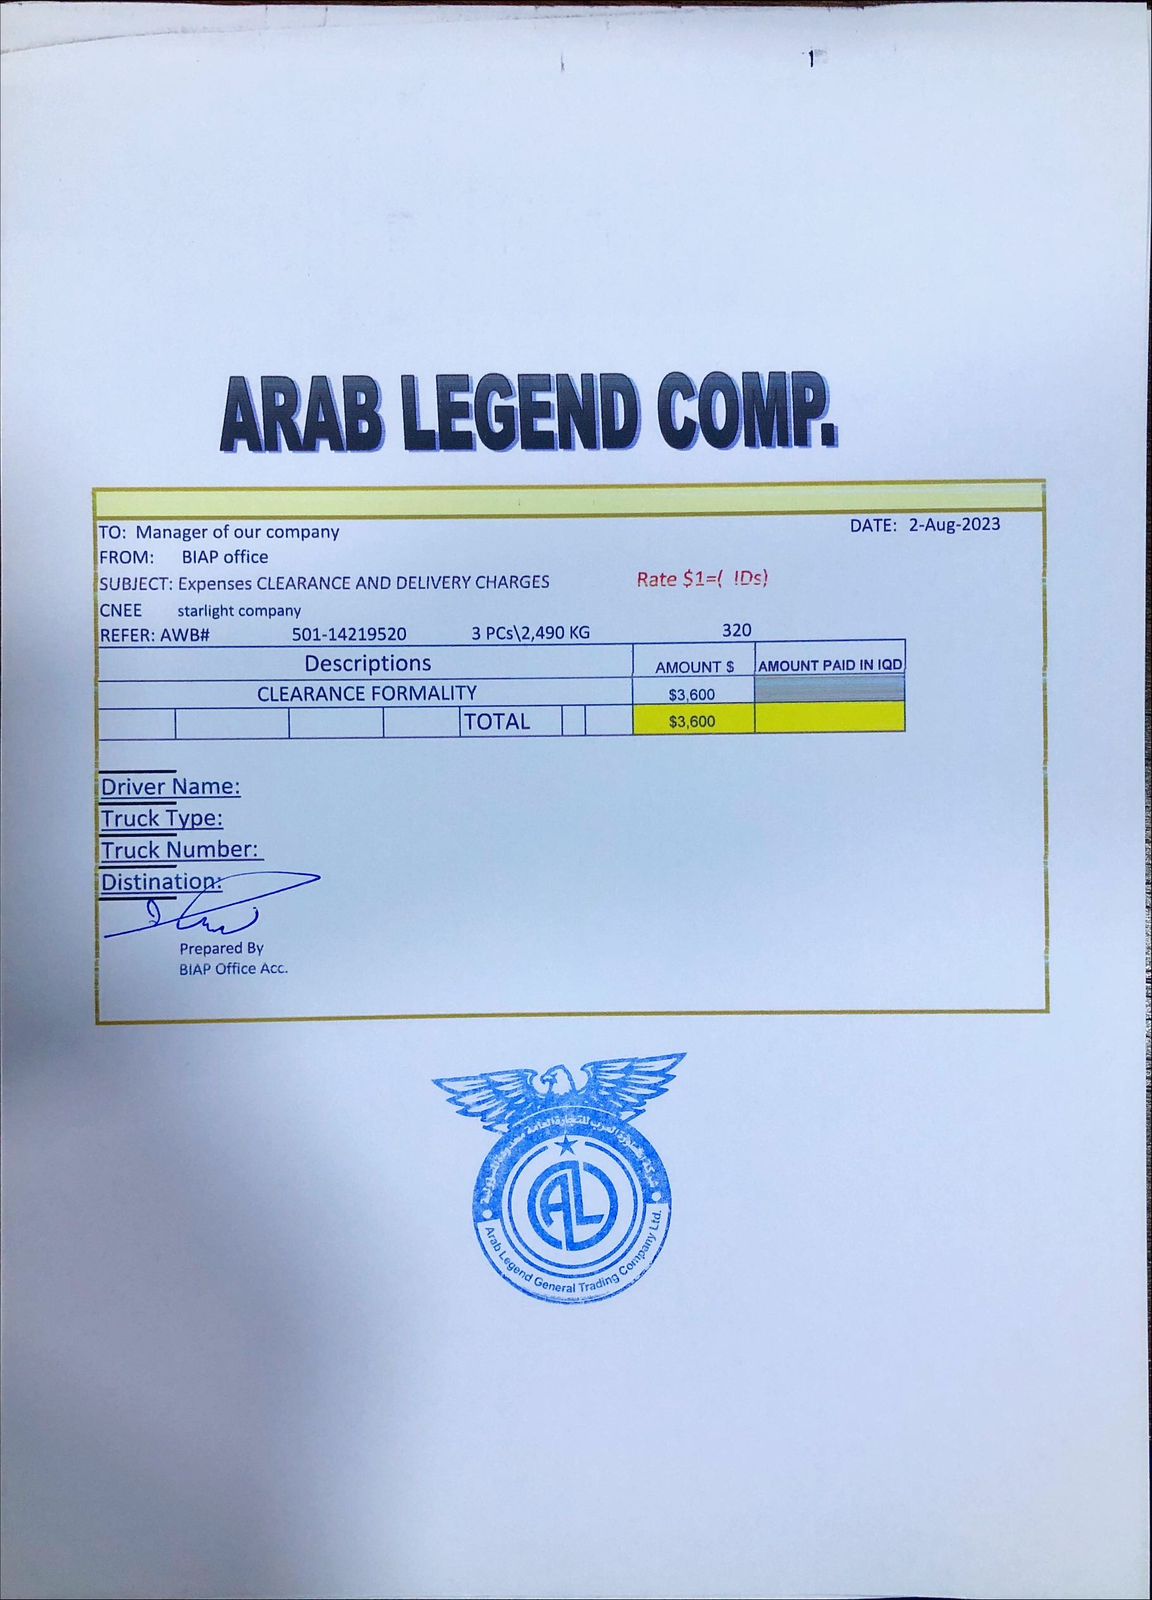 1
ARAB LEGEND COMP.
TO: Manager of our company DATE: 2-Aug-2023
FROM: BIAP office
SUBJECT: Expenses CLEARANCE AND DELIVERY CHARGES Rate $1=( IDs)
CNEE starlight company
REFER: AWB# 501-14219520 3 PCs\2,490 KG 320
Descriptions AMOUNT $ AMOUNT PAID IN IQD
CLEARANCE FORMALITY $3,600
TOTAL $3,600
Driver Name:
Truck Type:
Truck Number:
Distination:
Prepared By
BIAP Office Acc.
AL
Arab Legend General Trading Company Ltd.